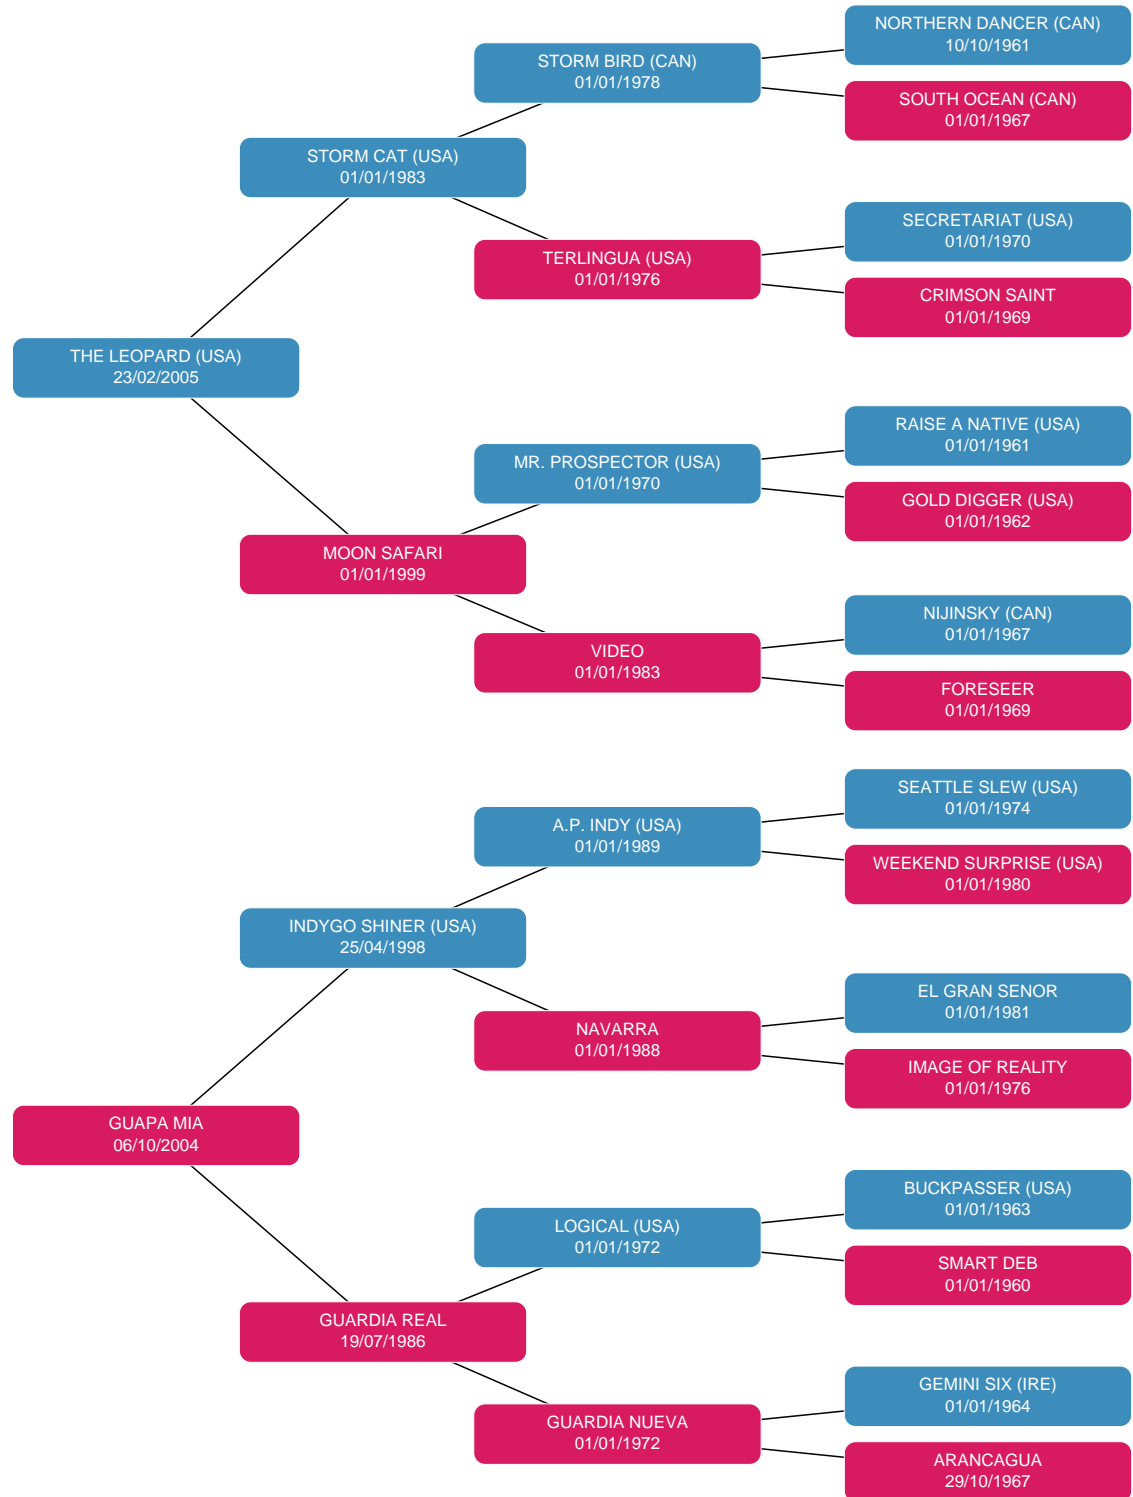 NORTHERN DANCER (CAN)
10/10/1961
STORM BIRD (CAN)
01/01/1978
SOUTH OCEAN (CAN)
01/01/1967
STORM CAT (USA)
01/01/1983
SECRETARIAT (USA)
01/01/1970
TERLINGUA (USA)
01/01/1976
CRIMSON SAINT
01/01/1969
THE LEOPARD (USA)
23/02/2005
RAISE A NATIVE (USA)
01/01/1961
MR. PROSPECTOR (USA)
01/01/1970
GOLD DIGGER (USA)
01/01/1962
MOON SAFARI
01/01/1999
NIJINSKY (CAN)
01/01/1967
VIDEO
01/01/1983
FORESEER
01/01/1969
SEATTLE SLEW (USA)
01/01/1974
A.P. INDY (USA)
01/01/1989
WEEKEND SURPRISE (USA)
01/01/1980
INDYGO SHINER (USA)
25/04/1998
EL GRAN SENOR
01/01/1981
NAVARRA
01/01/1988
IMAGE OF REALITY
01/01/1976
GUAPA MIA
06/10/2004
BUCKPASSER (USA)
01/01/1963
LOGICAL (USA)
01/01/1972
SMART DEB
01/01/1960
GUARDIA REAL
19/07/1986
GEMINI SIX (IRE)
01/01/1964
GUARDIA NUEVA
01/01/1972
ARANCAGUA
29/10/1967